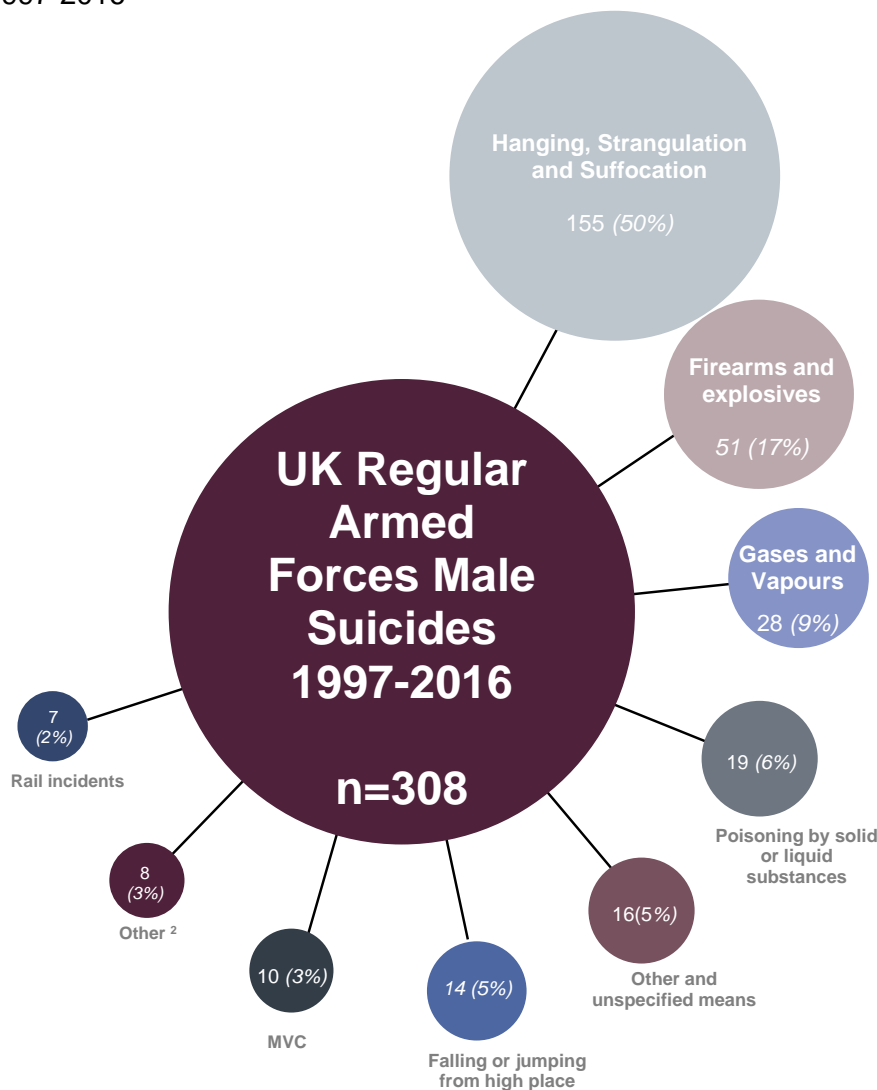 Hanging, Strangulation
and Suffocation
155 (50%)
Firearms and
explosives
51 (17%)
UK Regular
Armed
Forces Male
Suicides
1997-2016
n=308
Gases and
Vapour
28 (9%)
7
(2%)
Rail incidents
19 (6%)
Poisoning by solid
or liquid
substances
8
(3%)
Other 2
16(5%)
Other and
unspecified means
10 (3%)
MVC
14 (5%)
Falling or jumping
from high place